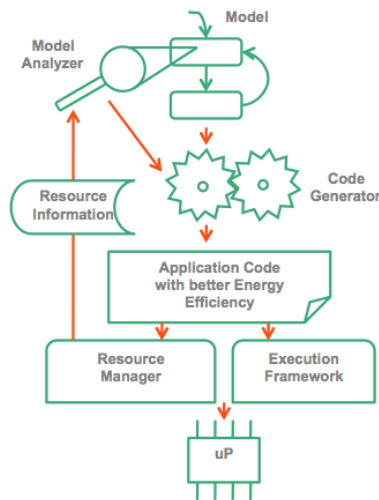 Model
Model
Analyzer
Resource
Information
Code
Generator
Application Code
with better Energy
Efficiency
Resource
Manager
Execution
Framework
uP